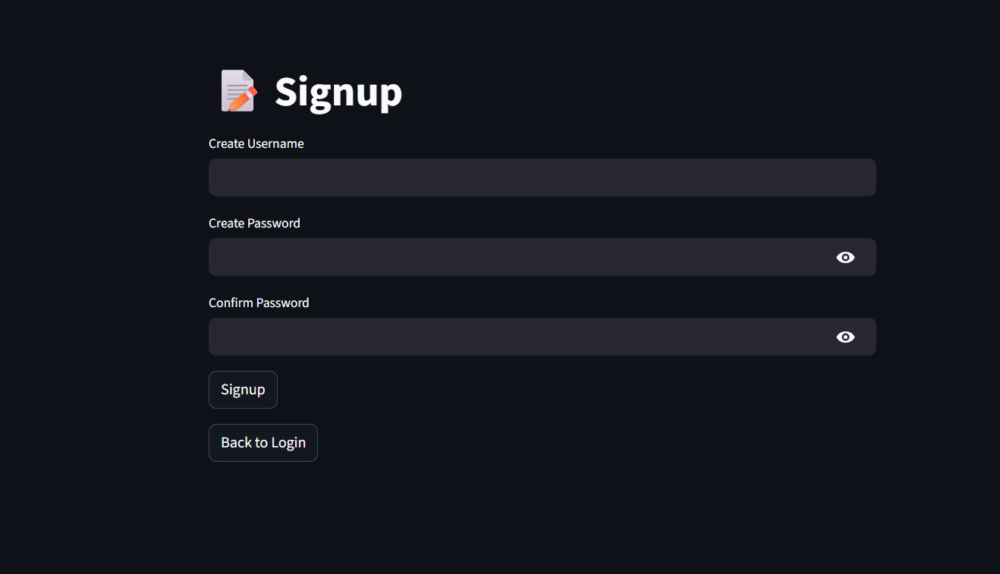 Signup
Create Username
Create Password
Confirm Password
Signup
Back to Login